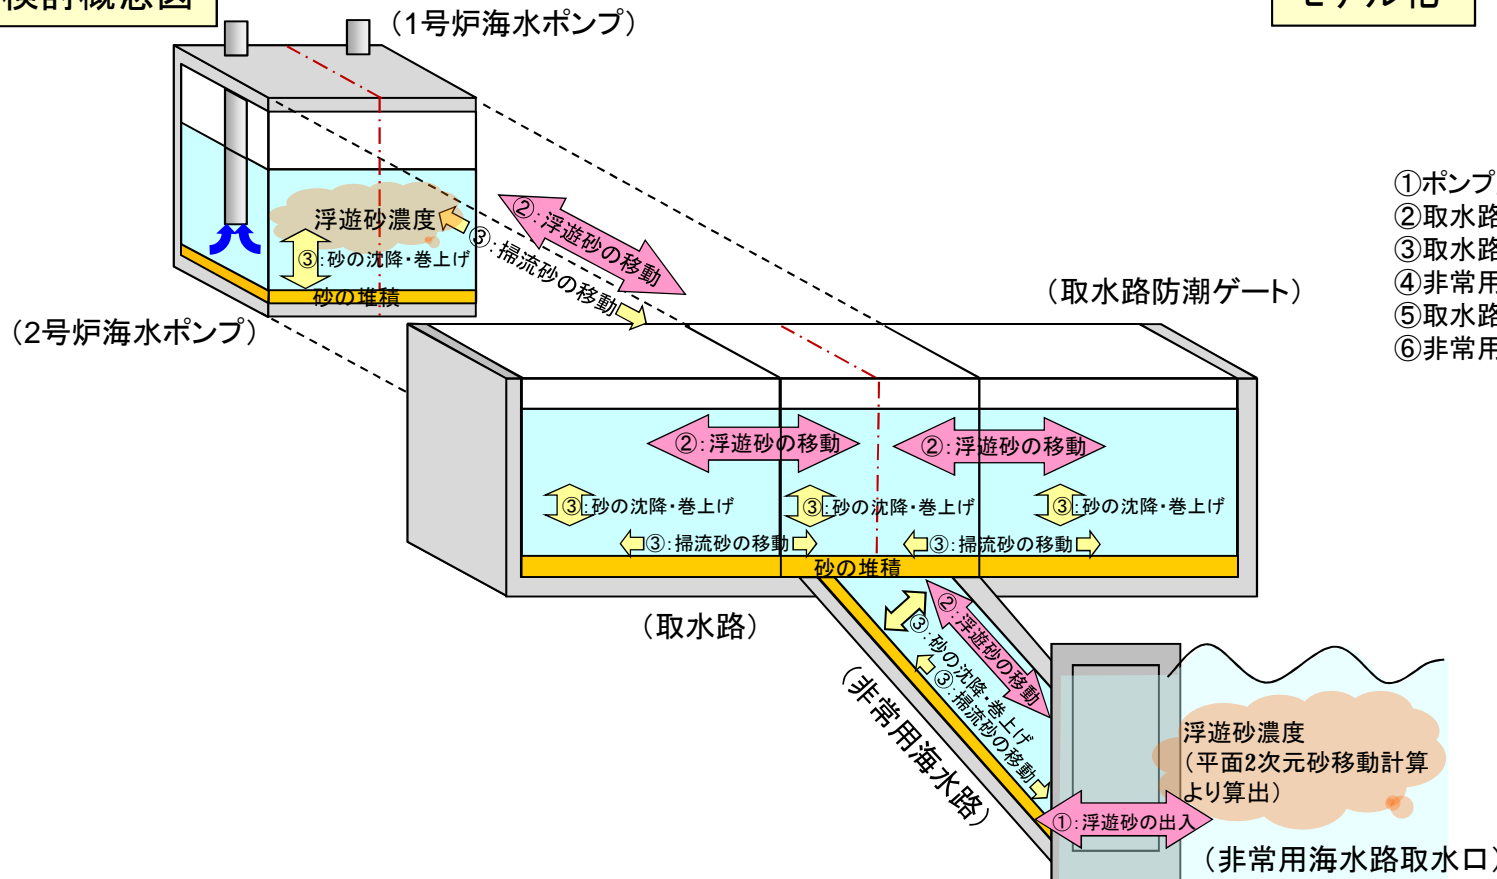 検討概念図
モデル化
（1号炉海水ポンプ）
①ポンプ
②取水路
③取水路
④非常用
⑤取水路
⑥非常用
浮遊砂濃度
③:砂の沈降・巻上げ
砂の堆積
（2号炉海水ポンプ）
②:浮遊砂の移動
③:掃流砂の移動
（取水路防潮ゲート）
②:浮遊砂の移動
②:浮遊砂の移動
③:砂の沈降・巻上げ
③:砂の沈降・巻上げ
③:砂の沈降・巻上げ
③:掃流砂の移動
③:掃流砂の移動
砂の堆積
（取水路）
②:浮遊砂の移動
③:砂の沈降・巻上げ
③:掃流砂の移動
（非常用海水路）
浮遊砂濃度
（平面2次元砂移動計算
より算出）
①:浮遊砂の出入
（非常用海水路取水口）